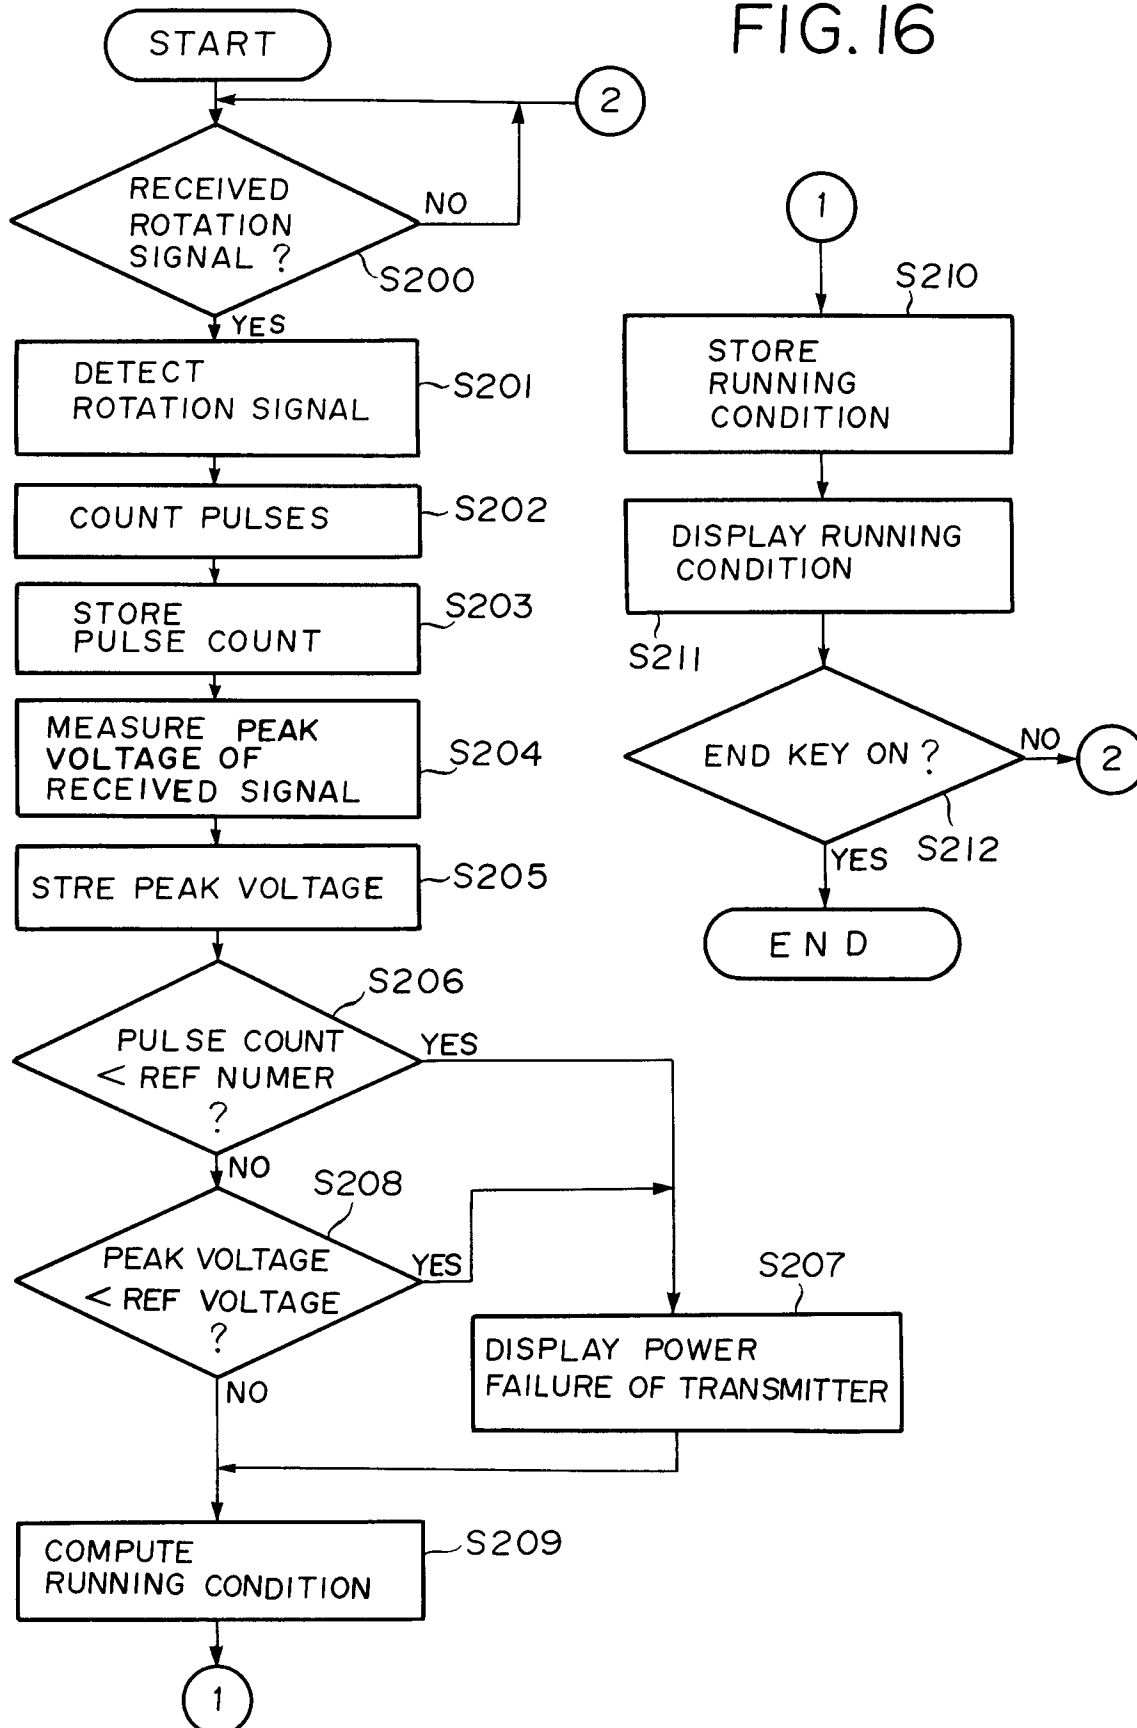 FIG. 16
START
2
RECEIVED
ROTATION
SIGNAL ?
NO
S200
YES
DETECT
ROTATION SIGNAL
S201
COUNT PULSES
S202
STORE
PULSE COUNT
S203
MEASURE PEAK
VOLTAGE OF
RECEIVED SIGNAL
S204
STRE PEAK VOLTAGE
S205
S206
PULSE COUNT
< REF NUMER
?
YES
NO
S208
PEAK VOLTAGE
< REF VOLTAGE
?
YES
NO
S207
DISPLAY POWER
FAILURE OF TRANSMITTER
COMPUTE
RUNNING CONDITION
S209
1
1
S210
STORE
RUNNING
CONDITION
DISPLAY RUNNING
CONDITION
S211
END KEY ON ?
NO
2
S212
YES
END